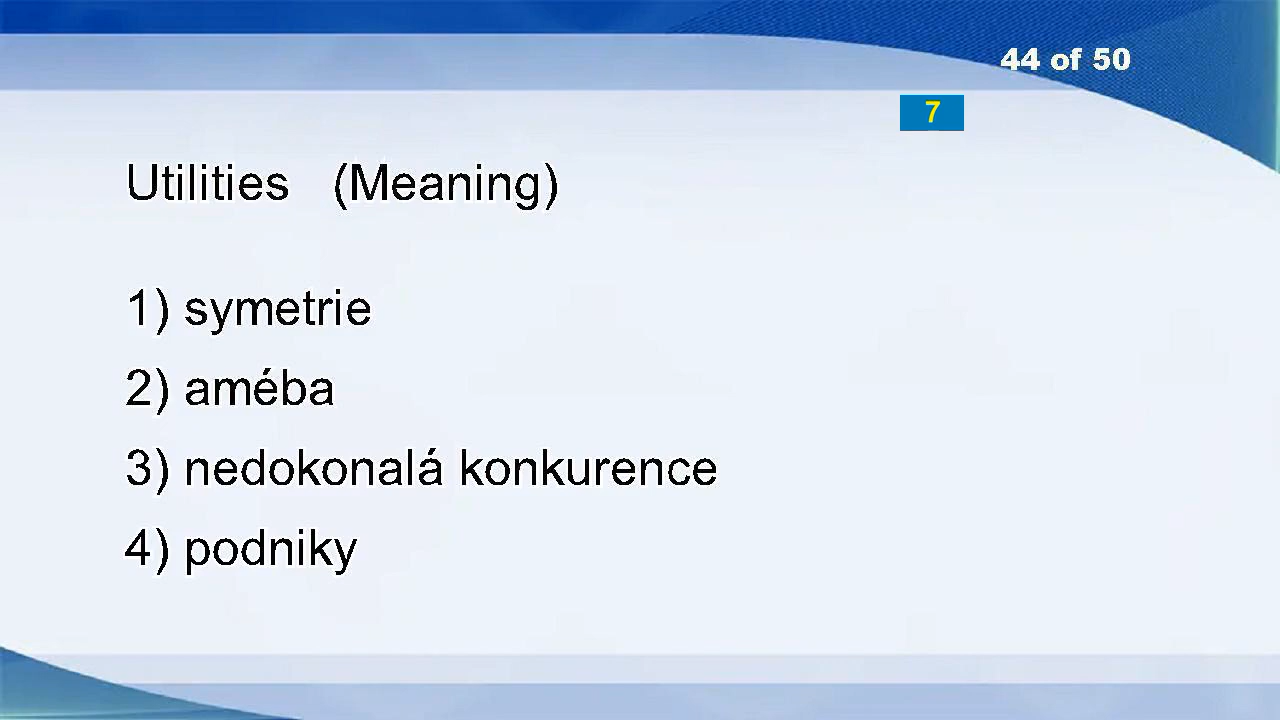 44 of 50
7
Utilities (Meaning)
1) symetrie
2) améba
3) nedokonalá konkurence
4) podniky